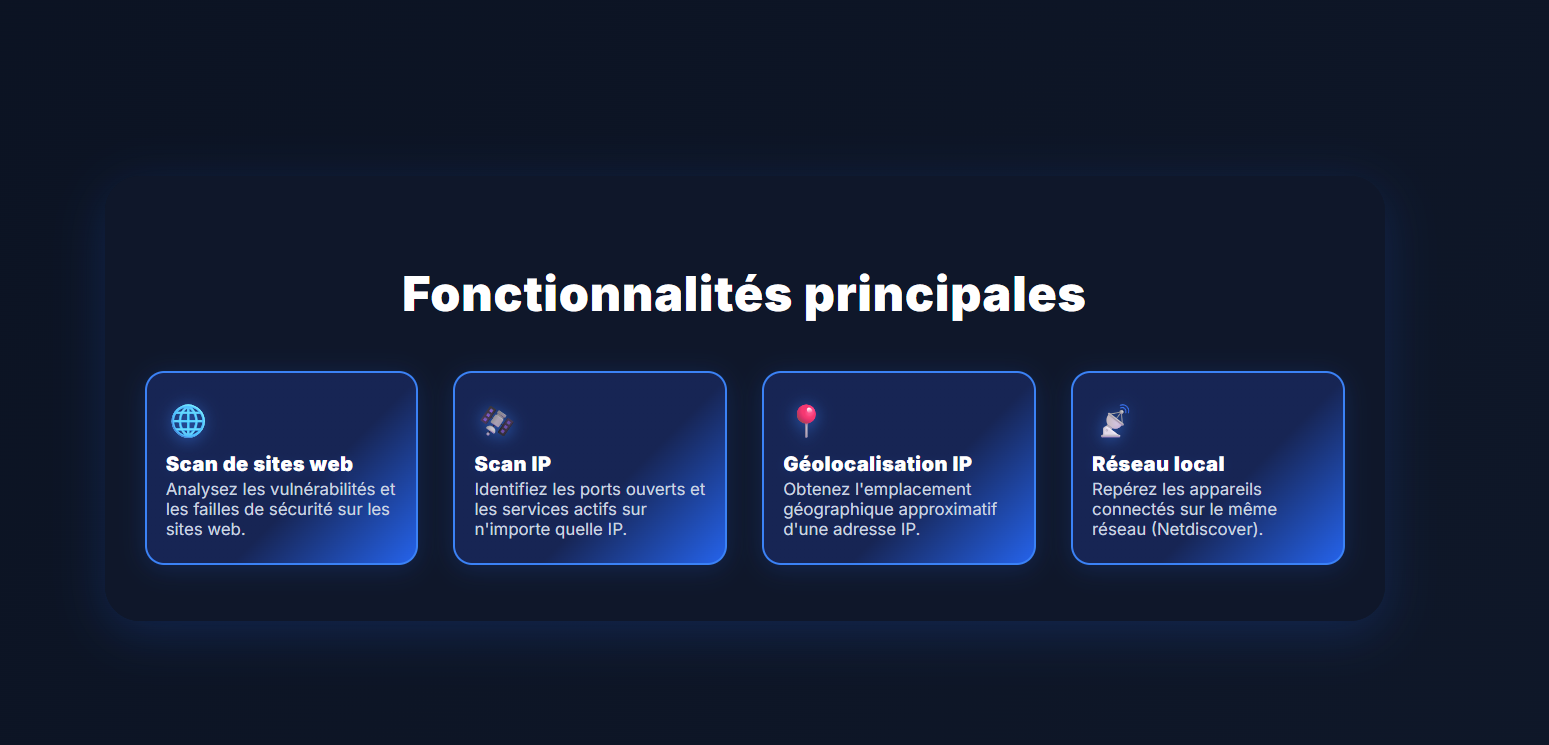 Fonctionnalités principales
Scan de sites web
Analysez les vulnérabilités et
les failles de sécurité sur les
sites web.
Scan IP
Identifiez les ports ouverts et
les services actifs sur
n'importe quelle IP.
Géolocalisation IP
Obtenez l'emplacement
géographique approximatif
d'une adresse IP.
Réseau local
Repérez les appareils
connectés sur le même
réseau (Netdiscover).